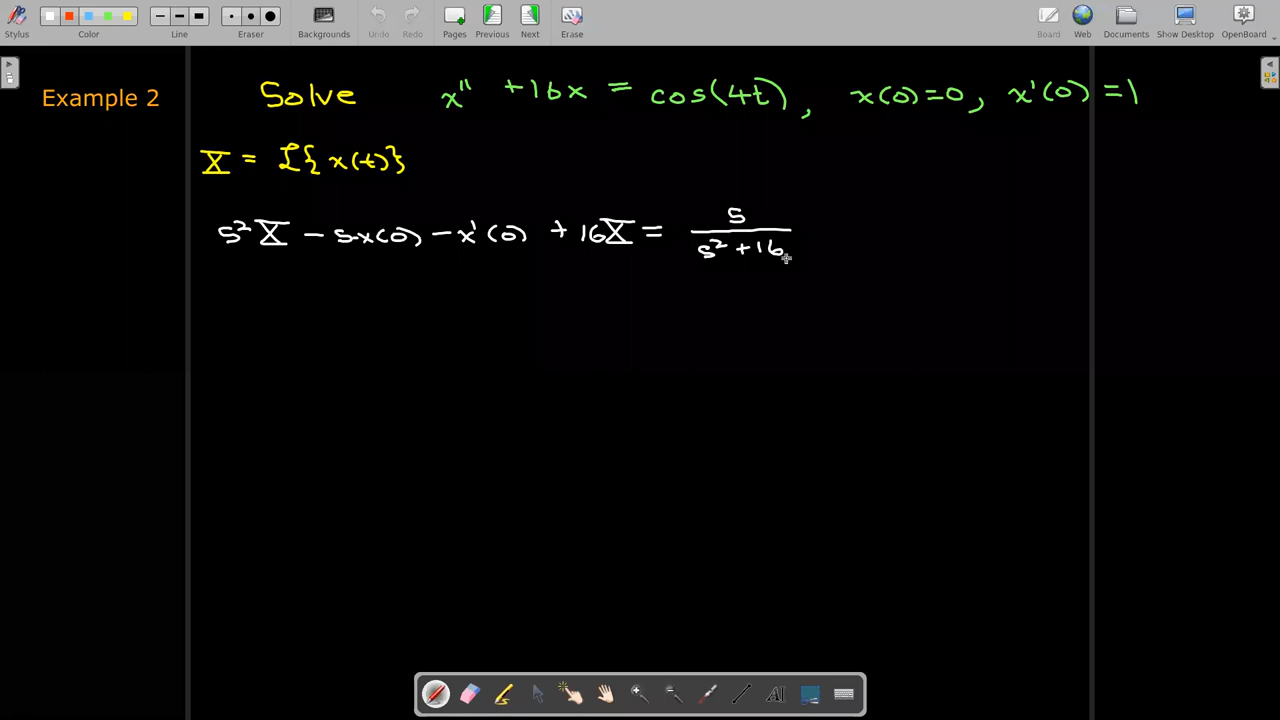 Stylus Color Line Eraser Backgrounds Undo Redo Pages Previous Next Erase Board Web Documents Show Desktop OpenBoard
Example 2
Solve x'' + 16x = cos(4t), x(0)=0, x'(0)=1
X = ℒ{x(t)}
s²X − sx(0) − x'(0) + 16X = s / (s² + 16)